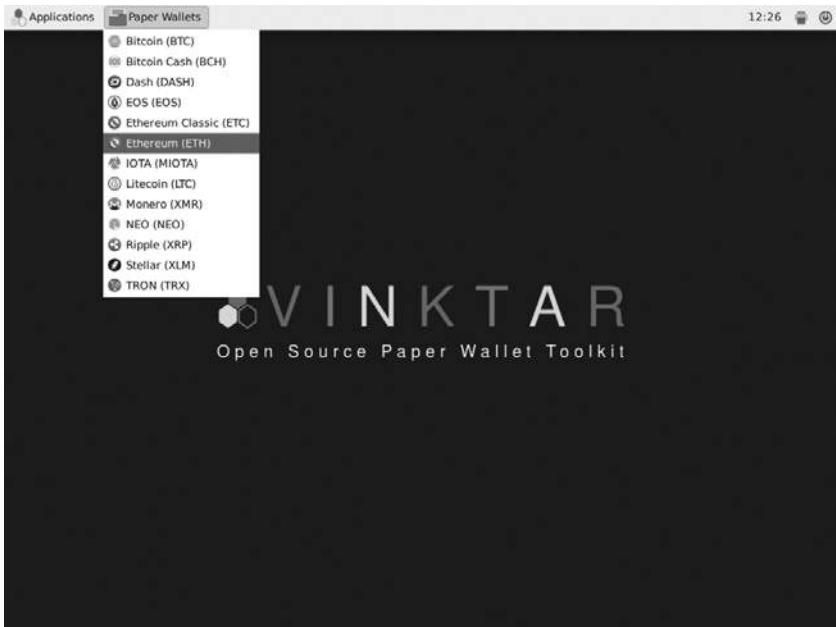 Applications Paper Wallets 12:26
Bitcoin (BTC)
Bitcoin Cash (BCH)
Dash (DASH)
EOS (EOS)
Ethereum Classic (ETC)
Ethereum (ETH)
IOTA (MIOTA)
Litecoin (LTC)
Monero (XMR)
NEO (NEO)
Ripple (XRP)
Stellar (XLM)
TRON (TRX)
VINKTAR
Open Source Paper Wallet Toolkit